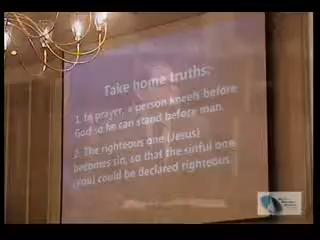 Take home truths:
1. In prayer, a person kneels before
God so he can stand before man.
2. The righteous one (Jesus)
becomes sin, so that the sinful one
(you) could be declared righteous.